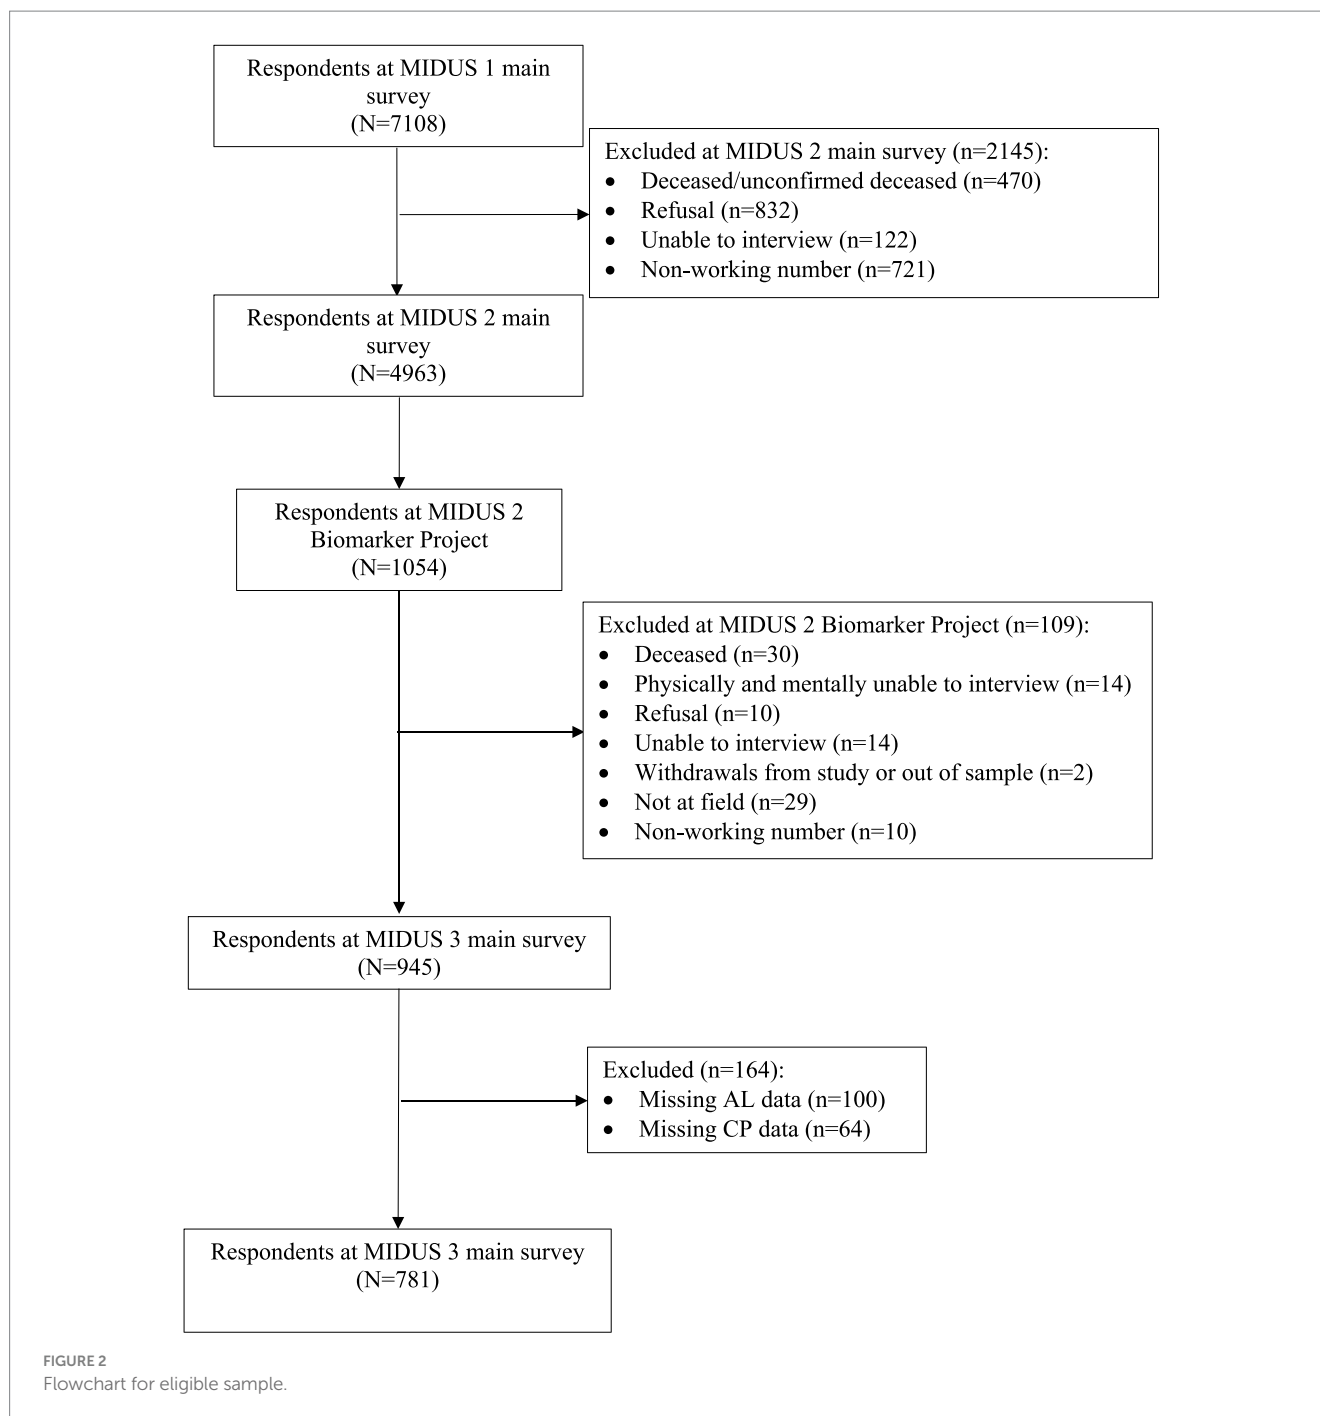 Respondents at MIDUS 1 main
survey
(N=7108)
Excluded at MIDUS 2 main survey (n=2145):
• Deceased/unconfirmed deceased (n=470)
• Refusal (n=832)
• Unable to interview (n=122)
• Non-working number (n=721)
Respondents at MIDUS 2 main
survey
(N=4963)
Respondents at MIDUS 2
Biomarker Project
(N=1054)
Excluded at MIDUS 2 Biomarker Project (n=109):
• Deceased (n=30)
• Physically and mentally unable to interview (n=14)
• Refusal (n=10)
• Unable to interview (n=14)
• Withdrawals from study or out of sample (n=2)
• Not at field (n=29)
• Non-working number (n=10)
Respondents at MIDUS 3 main survey
(N=945)
Excluded (n=164):
• Missing AL data (n=100)
• Missing CP data (n=64)
Respondents at MIDUS 3 main survey
(N=781)
FIGURE 2
Flowchart for eligible sample.